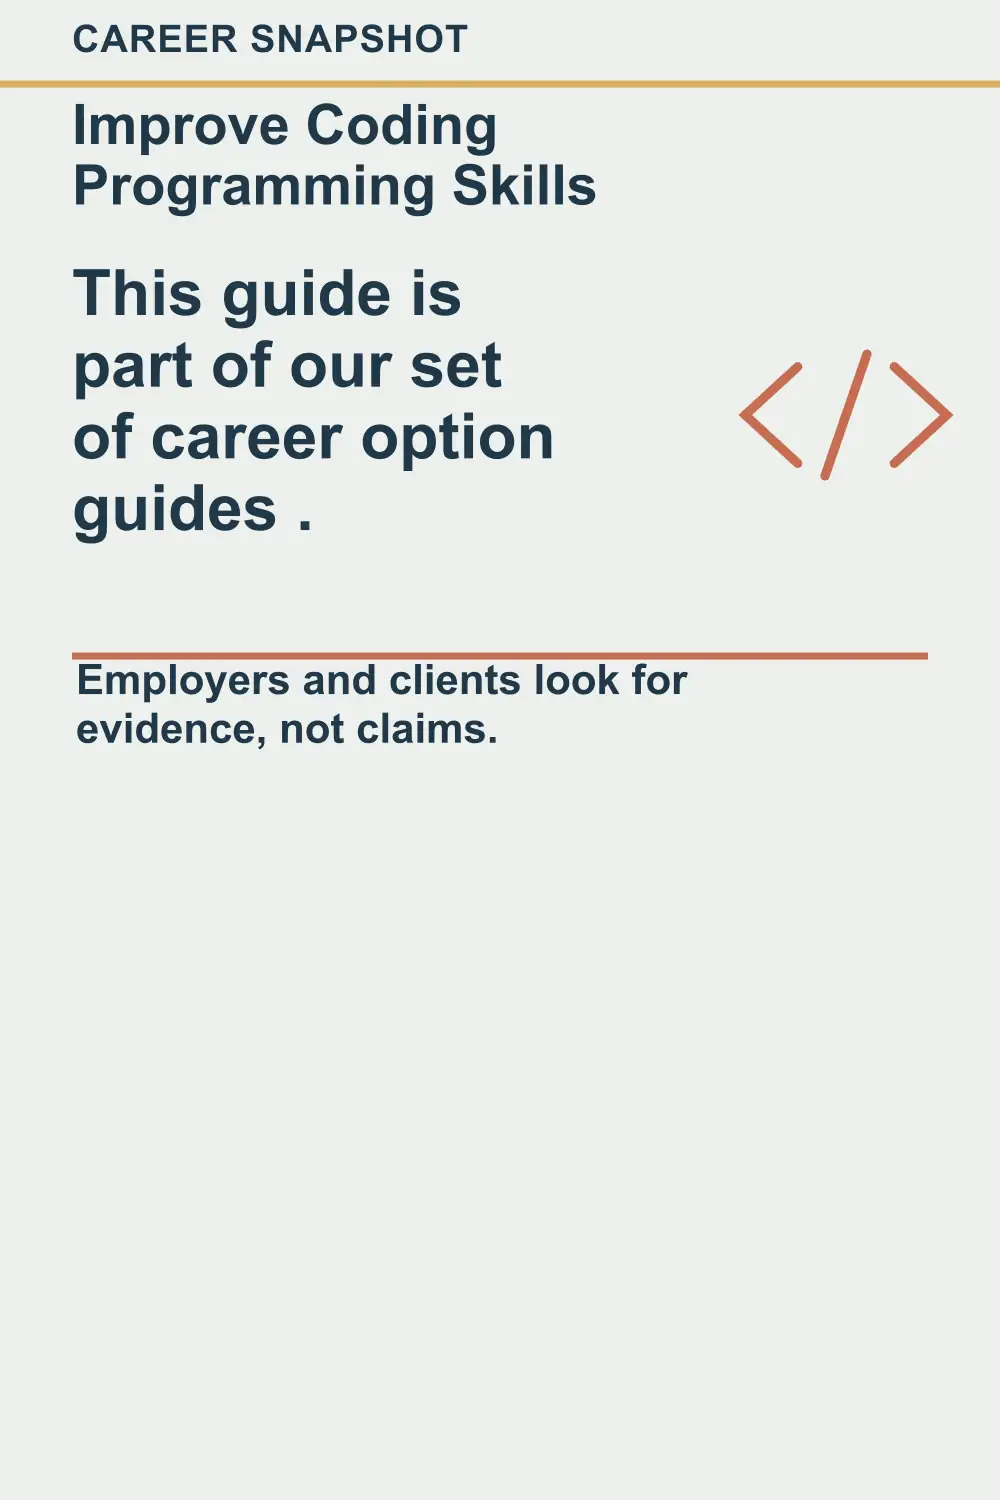 CAREER SNAPSHOT
Improve Coding
Programming Skills
This guide is
part of our set
of career option
guides .
</>
Employers and clients look for
evidence, not claims.